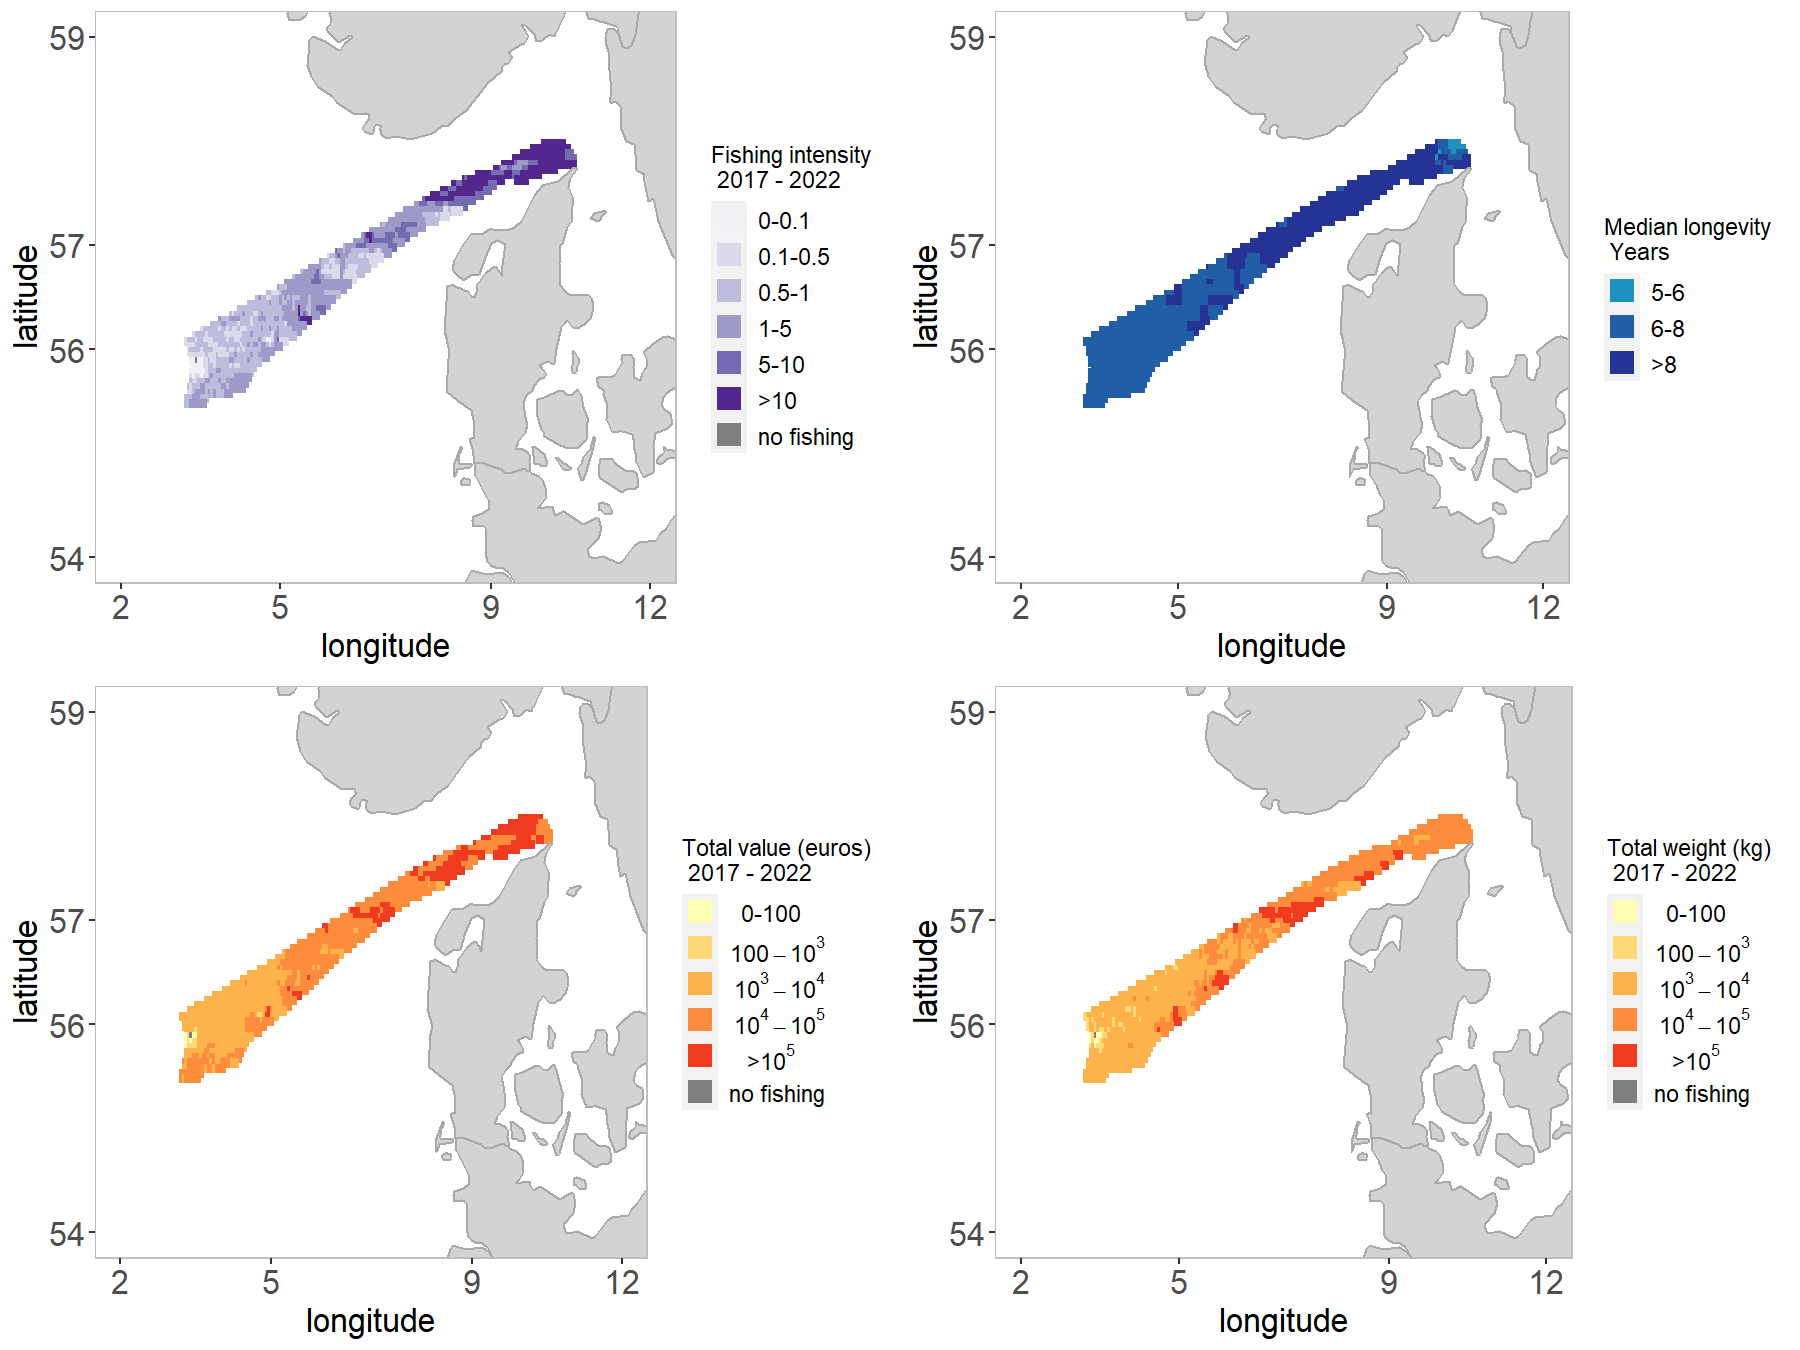 59
57
56
54
latitude
2 5 9 12
longitude
Fishing intensity
2017 - 2022
0-0.1
0.1-0.5
0.5-1
1-5
5-10
>10
no fishing
59
57
56
54
latitude
2 5 9 12
longitude
Median longevity
Years
5-6
6-8
>8
59
57
56
54
latitude
2 5 9 12
longitude
Total value (euros)
2017 - 2022
0-100
100 – 10³
10³ – 10⁴
10⁴ – 10⁵
>10⁵
no fishing
59
57
56
54
latitude
2 5 9 12
longitude
Total weight (kg)
2017 - 2022
0-100
100 – 10³
10³ – 10⁴
10⁴ – 10⁵
>10⁵
no fishing